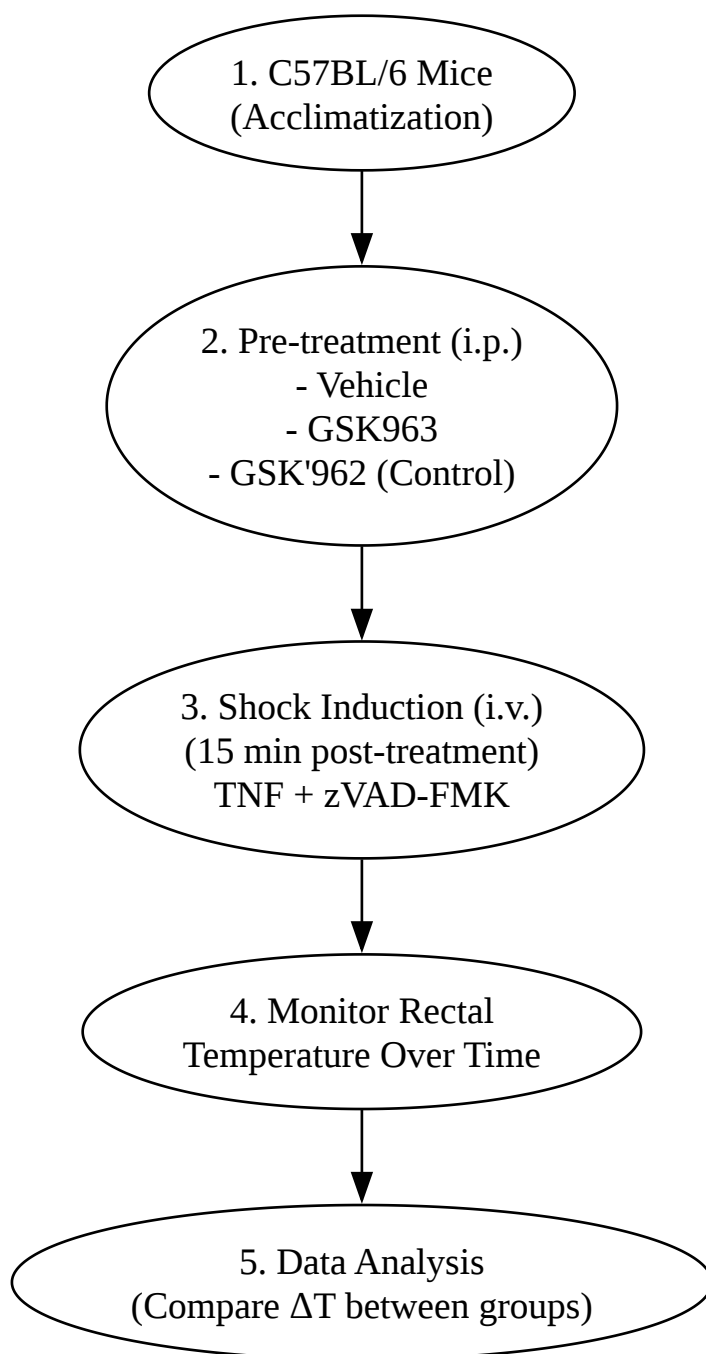 1. C57BL/6 Mice
(Acclimatization)
2. Pre-treatment (i.p.)
- Vehicle
- GSK963
- GSK'962 (Control)
3. Shock Induction (i.v.)
(15 min post-treatment)
TNF + zVAD-FMK
4. Monitor Rectal
Temperature Over Time
5. Data Analysis
(Compare ΔT between groups)